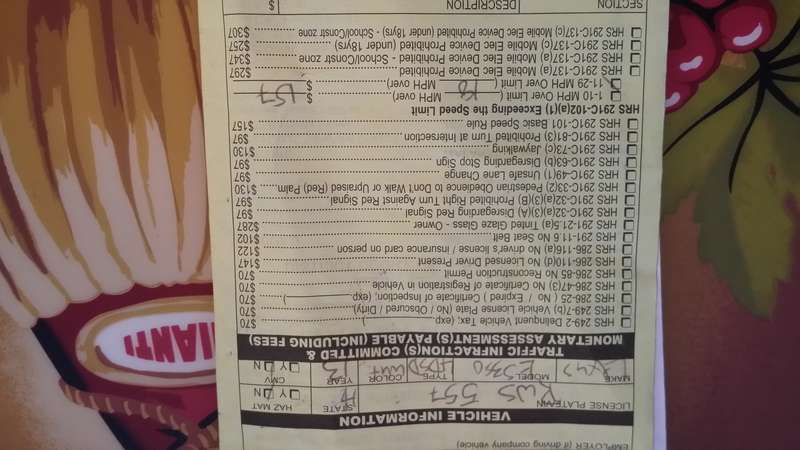 EMPLOYER (if driving company vehicle)
VEHICLE INFORMATION
LICENSE PLATE/VIN STATE HAZ MAT
RWS 557 Y N
MAKE MODEL TYPE COLOR YEAR CMV
ES350 4DSD WHT 13 Y N
TRAFFIC INFRACTION(S) COMMITTED &
MONETARY ASSESSMENT(S) PAYABLE (INCLUDING FEES)
HRS 249-2 Delinquent Vehicle Tax; exp. ) $70
HRS 249-7(b) Vehicle License Plate (No / Obscured / Dirty) $70
HRS 286-25 ( No / Expired ) Certificate of Inspection; (exp. ) $70
HRS 286-47(3) No Certificate of Registration in Vehicle $70
HRS 286-85 No Reconstruction Permit $70
HRS 286-110(d) No Licensed Driver Present $147
HRS 286-116(a) No driver's license / insurance card on person $122
HRS 291-11.6 No Seat Belt $102
HRS 291-21.5(a) Tinted Glaze Glass - Owner $287
HRS 291C-32(a)(3)(A) Disregarding Red Signal $97
HRS 291C-32(a)(3)(B) Prohibited Right Turn Against Red Signal $97
HRS 291C-33(2) Pedestrian Obedience to Don't Walk or Upraised (Red) Palm $130
HRS 291C-49(1) Unsafe Lane Change $97
HRS 291C-63(b) Disregarding Stop Sign $97
HRS 291C-73(c) Jaywalking $130
HRS 291C-81(3) Prohibited Turn at Intersection $97
HRS 291C-101 Basic Speed Rule $157
HRS 291C-102(a)(1) Exceeding the Speed Limit
1-10 MPH Over Limit ( MPH over) $
11-29 MPH Over Limit ( MPH over) $ 157
HRS 291C-137(a) Mobile Elec Device Prohibited $297
HRS 291C-137(a) Mobile Elec Device Prohibited - School/Constr zone $347
HRS 291C-137(c) Mobile Elec Device Prohibited (under 18yrs) $257
HRS 291C-137(c) Mobile Elec Device Prohibited (under 18yrs) - School/Constr zone $307
SECTION DESCRIPTION $
HIANTI